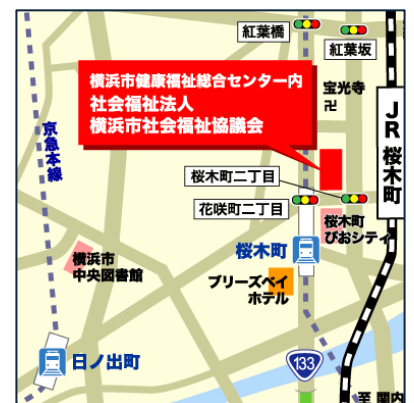 紅葉橋
紅葉坂
横浜市健康福祉総合センター内
社会福祉法人
横浜市社会福祉協議会
宝光寺
卍
JR桜木町
京急本線
桜木町二丁目
花咲町二丁目
桜木町
ぴおシティ
桜木町
横浜市
中央図書館
ブリーズベイ
ホテル
日ノ出町
133
至 関内